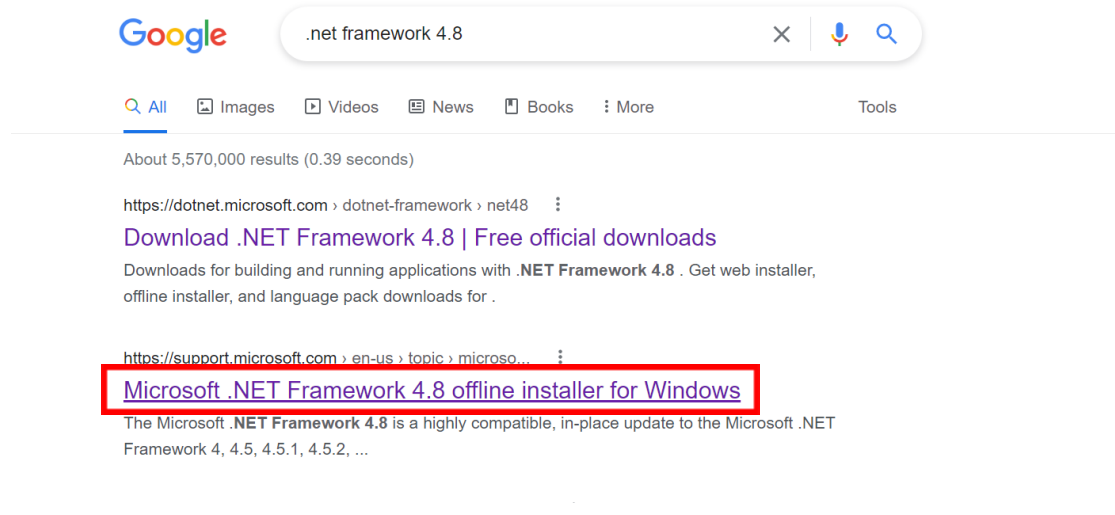 Google
.net framework 4.8
All Images Videos News Books More Tools
About 5,570,000 results (0.39 seconds)
https://dotnet.microsoft.com › dotnet-framework › net48
Download .NET Framework 4.8 | Free official downloads
Downloads for building and running applications with .NET Framework 4.8 . Get web installer,
offline installer, and language pack downloads for .
https://support.microsoft.com › en-us › topic › microso...
Microsoft .NET Framework 4.8 offline installer for Windows
The Microsoft .NET Framework 4.8 is a highly compatible, in-place update to the Microsoft .NET
Framework 4, 4.5, 4.5.1, 4.5.2, ...